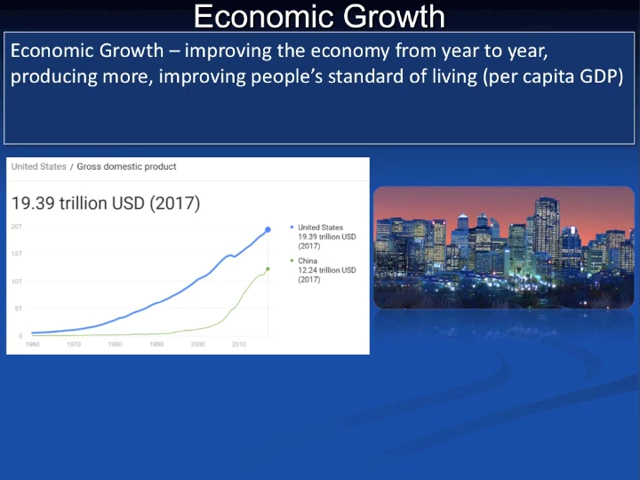 Economic Growth
Economic Growth – improving the economy from year to year,
producing more, improving people's standard of living (per capita GDP)
United States / Gross domestic product
19.39 trillion USD (2017)
20T
15T
10T
5T
0
1960 1970 1980 1990 2000 2010
United States
19.39 trillion USD
(2017)
China
12.24 trillion USD
(2017)